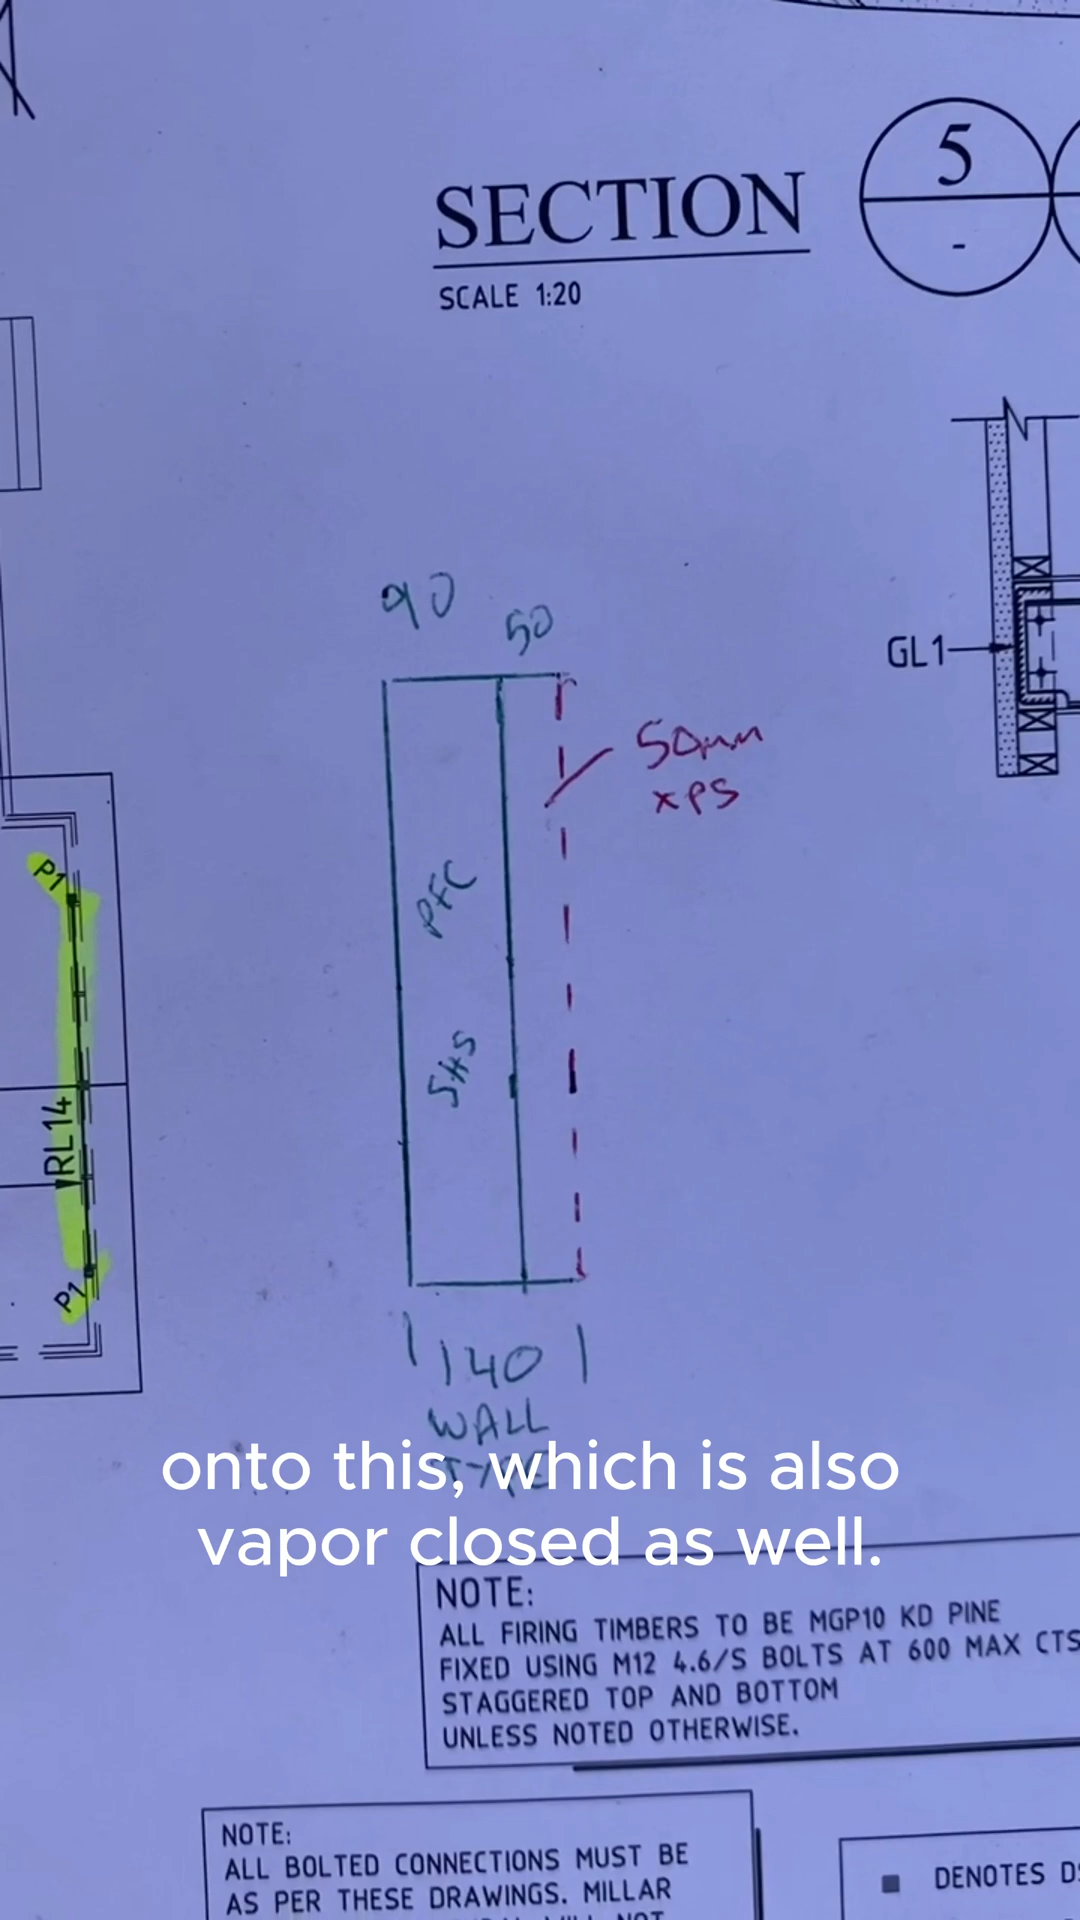 5
SECTION
-
SCALE 1:20
90
50
GL1
50mm
XPS
P1
PFC
SHS
RL14
P1
140
WALL
onto this, which is also
vapor closed as well.
NOTE:
ALL FIRING TIMBERS TO BE MGP10 KD PINE
FIXED USING M12 4.6/S BOLTS AT 600 MAX CTS
STAGGERED TOP AND BOTTOM
UNLESS NOTED OTHERWISE.
NOTE:
ALL BOLTED CONNECTIONS MUST BE
AS PER THESE DRAWINGS. MILLAR
DENOTES